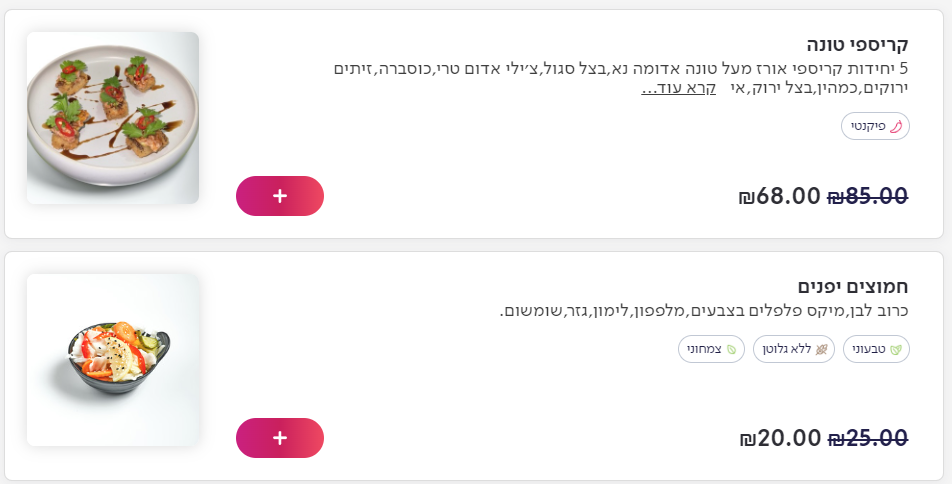 קריספי טונה
5 יחידות קריספי אורז מעל טונה אדומה נא,בצל סגול,צ׳ילי אדום טרי,כוסברה,זיתים
ירוקים,כמהין,בצל ירוק,אי קרא עוד...
פיקנטי
₪85.00 ₪68.00
+
חמוצים יפנים
כרוב לבן,מיקס פלפלים בצבעים,מלפפון,לימון,גזר,שומשום.
טבעוני ללא גלוטן צמחוני
₪25.00 ₪20.00
+